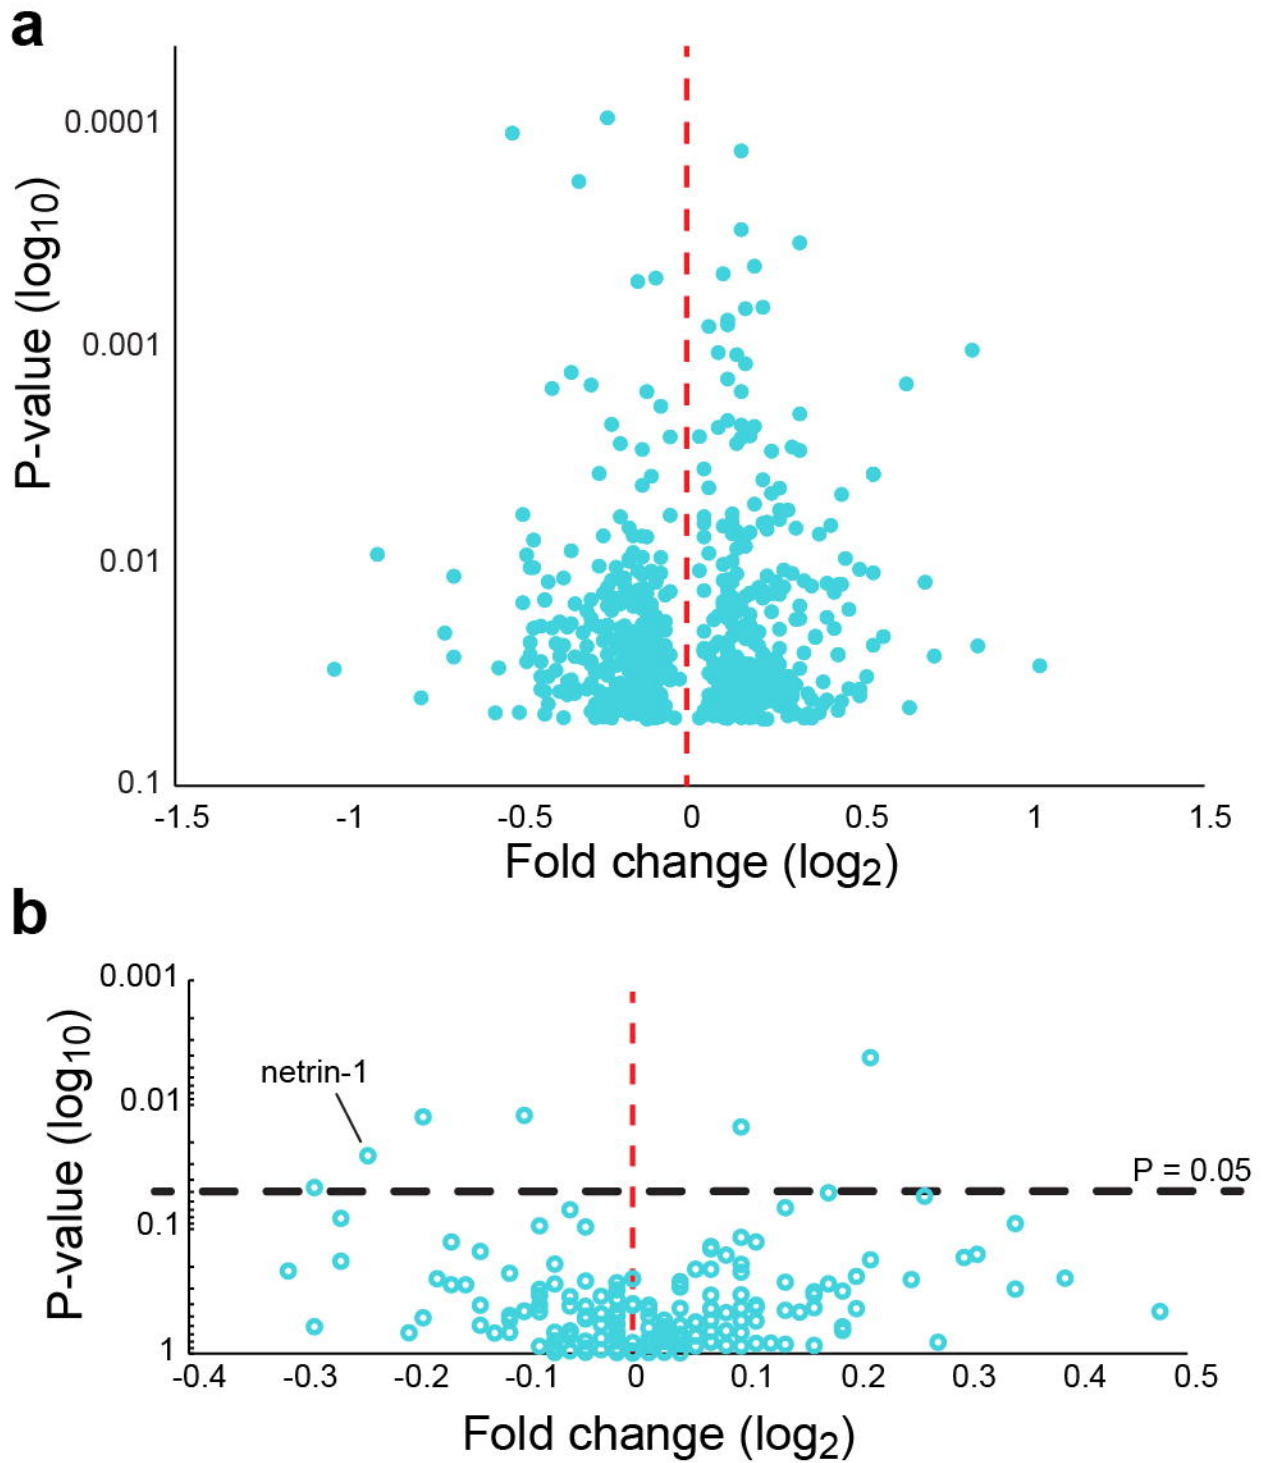 a
P-value (log10)
0.0001
0.001
0.01
0.1
-1.5 -1 -0.5 0 0.5 1 1.5
Fold change (log2)
b
P-value (log10)
0.001
0.01
0.1
1
netrin-1
P = 0.05
-0.4 -0.3 -0.2 -0.1 0 0.1 0.2 0.3 0.4 0.5
Fold change (log2)